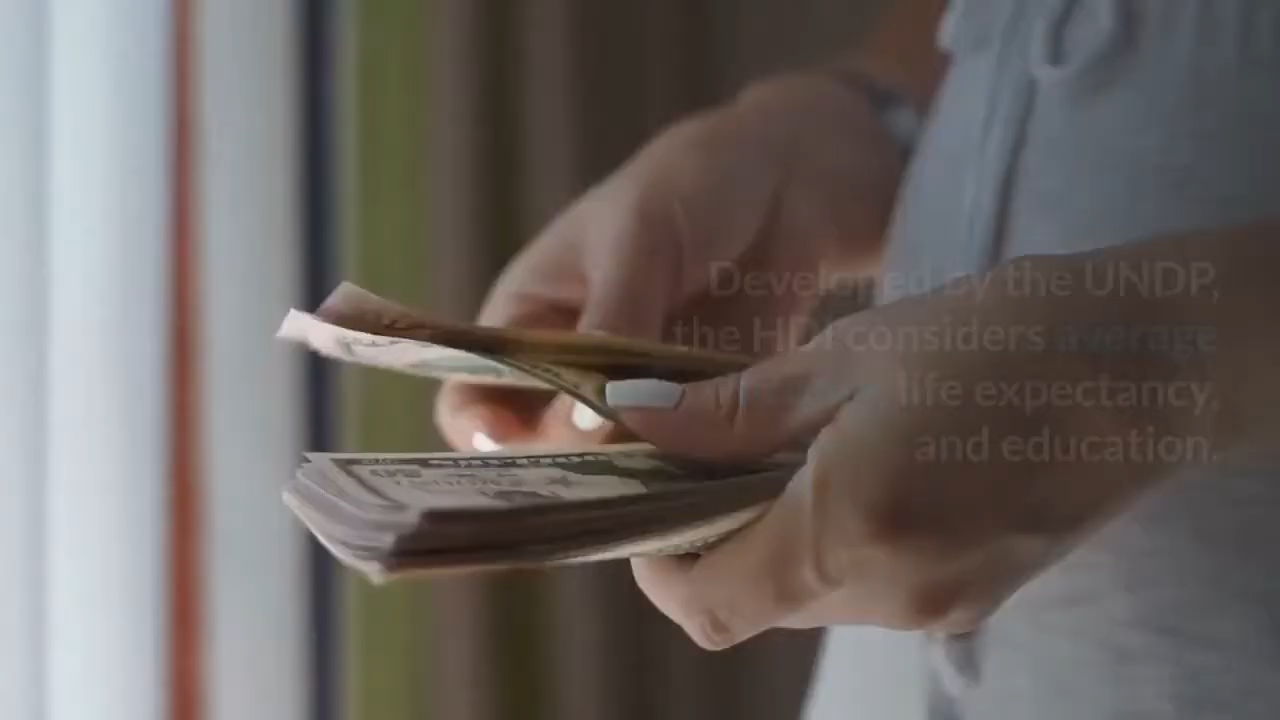 Developed by the UNDP,
the HDI considers average
life expectancy,
and education.